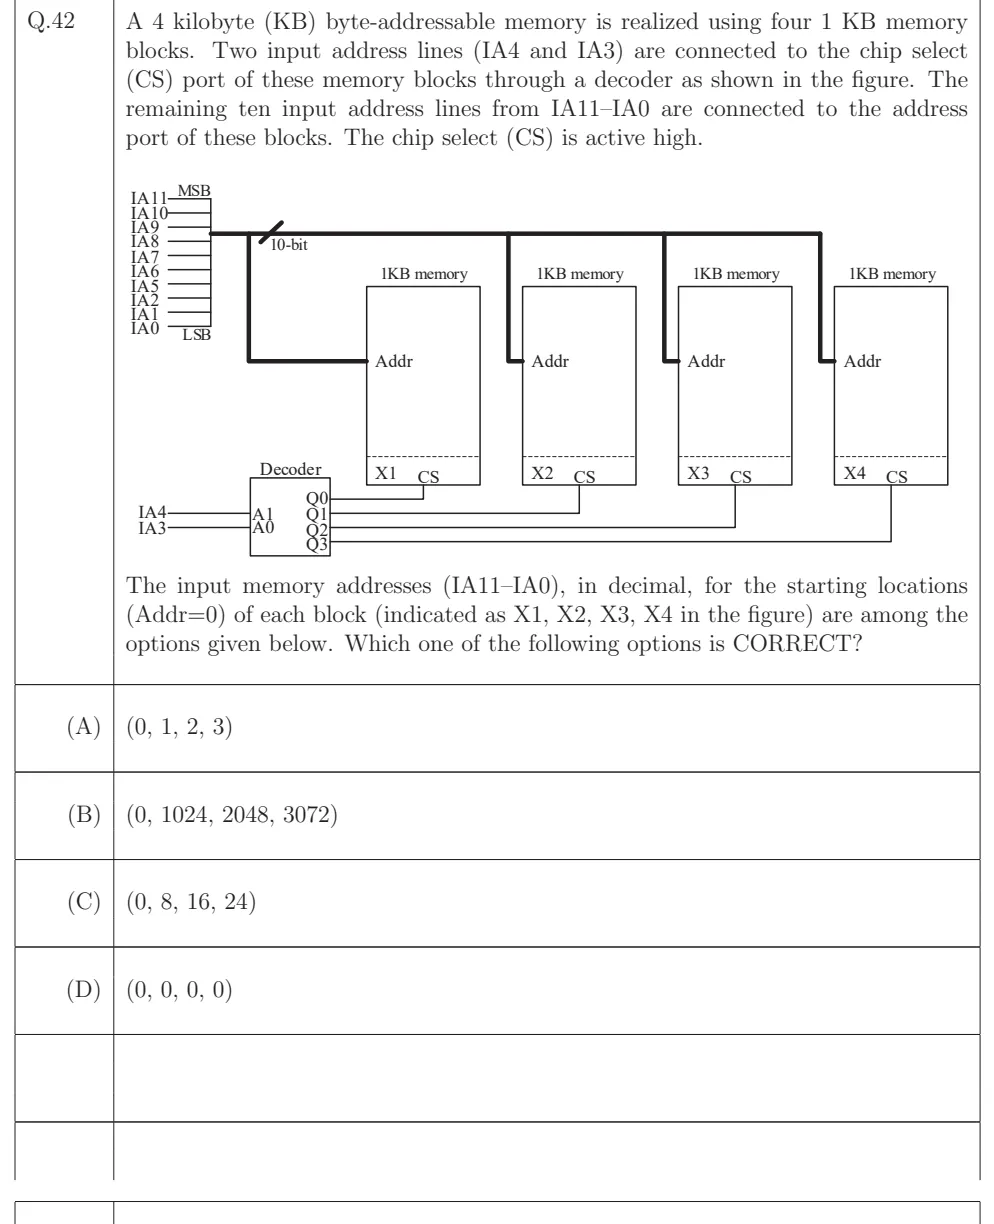 Q.42
A 4 kilobyte (KB) byte-addressable memory is realized using four 1 KB memory
blocks. Two input address lines (IA4 and IA3) are connected to the chip select
(CS) port of these memory blocks through a decoder as shown in the figure. The
remaining ten input address lines from IA11–IA0 are connected to the address
port of these blocks. The chip select (CS) is active high.
IA11
MSB
IA10
IA9
IA8
IA7
IA6
IA5
IA2
IA1
IA0
LSB
10-bit
1KB memory
1KB memory
1KB memory
1KB memory
Addr
Addr
Addr
Addr
X1 CS
X2 CS
X3 CS
X4 CS
Decoder
IA4
IA3
A1
A0
Q0
Q1
Q2
Q3
The input memory addresses (IA11–IA0), in decimal, for the starting locations
(Addr=0) of each block (indicated as X1, X2, X3, X4 in the figure) are among the
options given below. Which one of the following options is CORRECT?
(A) (0, 1, 2, 3)
(B) (0, 1024, 2048, 3072)
(C) (0, 8, 16, 24)
(D) (0, 0, 0, 0)